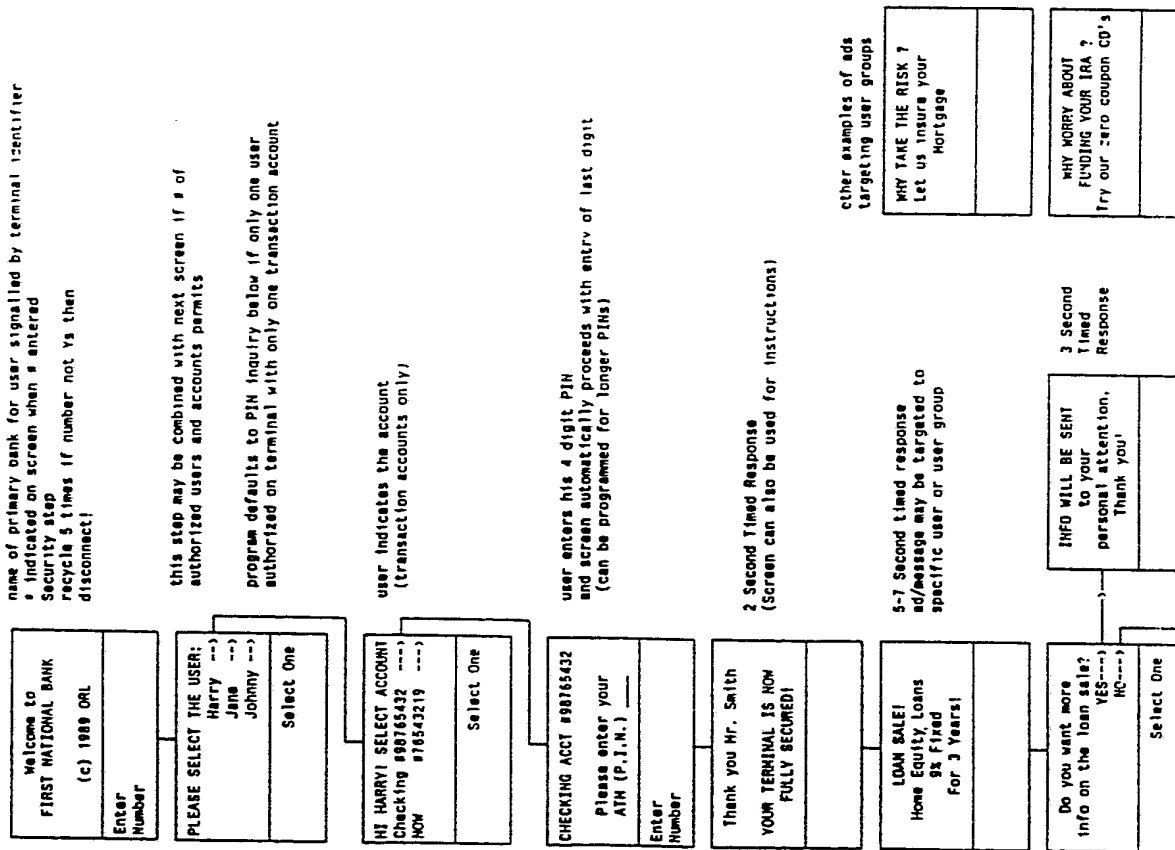 Welcome to
FIRST NATIONAL BANK
(c) 1989 ORL
Enter
Number
name of primary bank for user signalled by terminal identifier
# indicated on screen when # entered
Security step
recycle 5 times if number not Ys then
disconnect!
PLEASE SELECT THE USER:
Harry -->
Jane -->
Johnny -->
Select One
this step may be combined with next screen if # of
authorized users and accounts permits
program defaults to PIN inquiry below if only one user
authorized on terminal with only one transaction account
HI HARRY! SELECT ACCOUNT
Checking #98765432 --->
NOW #76543219 --->
Select One
user indicates the account
(transaction accounts only)
CHECKING ACCT #98765432
Please enter your
ATM (P.I.N.) ____
Enter
Number
user enters his 4 digit PIN
and screen automatically proceeds with entry of last digit
(can be programmed for longer PINs)
Thank you Mr. Smith
YOUR TERMINAL IS NOW
FULLY SECURED!
2 Second Timed Response
(Screen can also be used for instructions)
LOAN SALE!
Home Equity Loans
9% Fixed
For 3 Years!
5-7 Second timed response
ad/message may be targeted to
specific user or user group
other examples of ads
targeting user groups
WHY TAKE THE RISK ?
Let us insure your
Mortgage
Do you want more
info on the loan sale?
YES--->
NO--->
Select One
INFO WILL BE SENT
to your
personal attention,
Thank you!
3 Second
Timed
Response
WHY WORRY ABOUT
FUNDING YOUR IRA ?
Try our zero coupon CD's